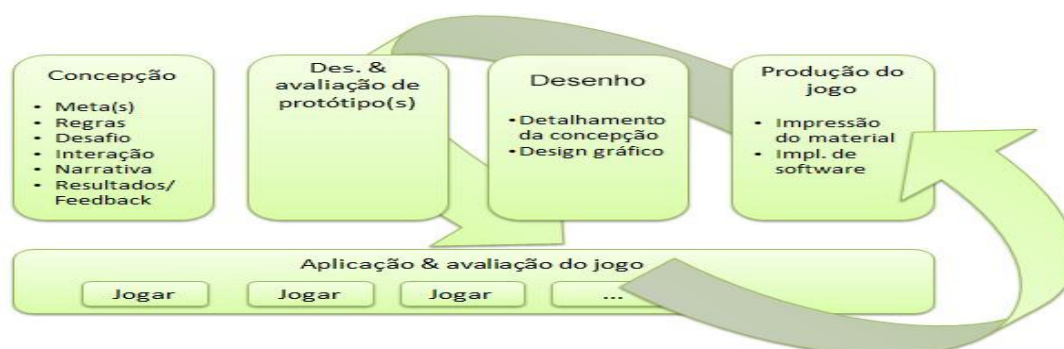 Concepção
• Meta(s)
• Regras
• Desafio
• Interação
• Narrativa
• Resultados/
Feedback
Des. &
avaliação de
protótipo(s)
Desenho
•Detalhamento
da concepção
•Design gráfico
Produção do
jogo
• Impressão
do material
• Impl. de
software
Aplicação & avaliação do jogo
Jogar
Jogar
Jogar
...